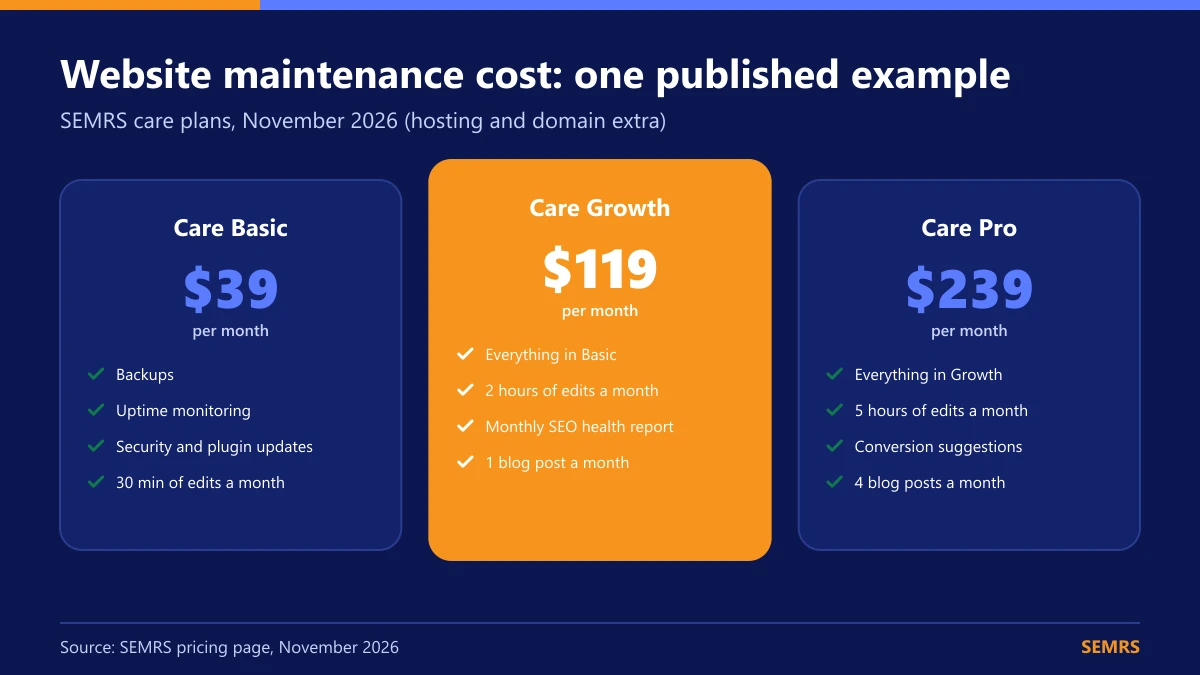 Website maintenance cost: one published example
SEMRS care plans, November 2026 (hosting and domain extra)
Care Basic
$39
per month
Backups
Uptime monitoring
Security and plugin updates
30 min of edits a month
Care Growth
$119
per month
Everything in Basic
2 hours of edits a month
Monthly SEO health report
1 blog post a month
Care Pro
$239
per month
Everything in Growth
5 hours of edits a month
Conversion suggestions
4 blog posts a month
Source: SEMRS pricing page, November 2026
SEMRS